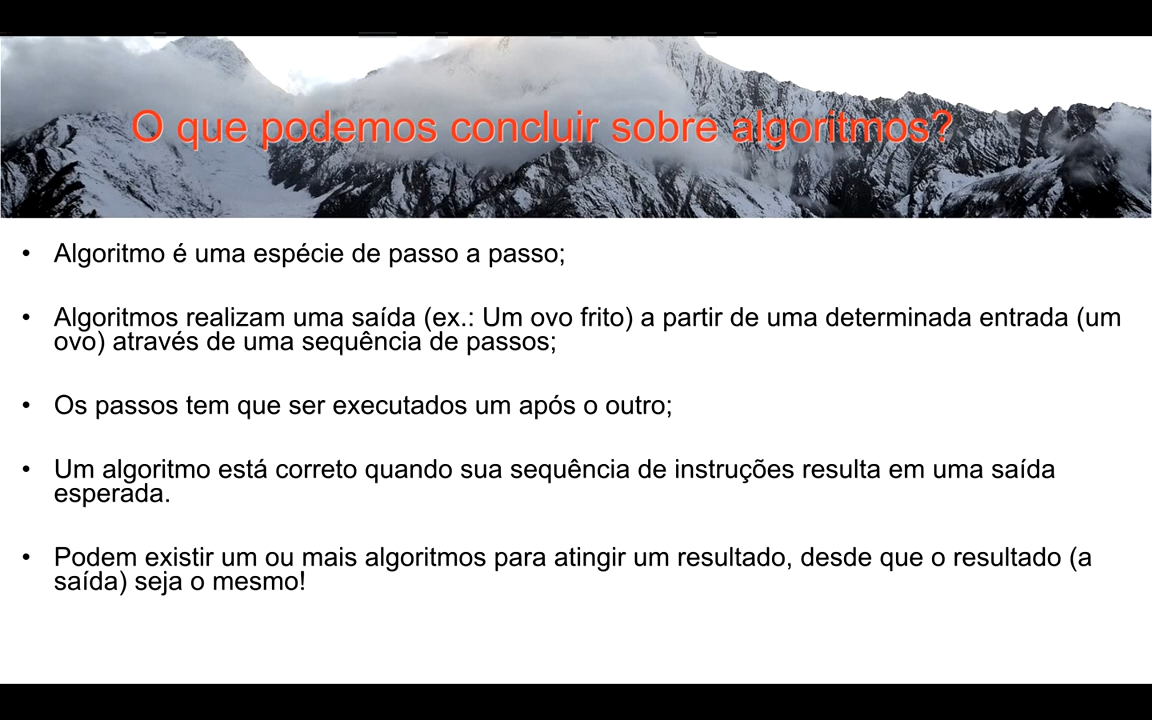 O que podemos concluir sobre algoritmos?
• Algoritmo é uma espécie de passo a passo;
• Algoritmos realizam uma saída (ex.: Um ovo frito) a partir de uma determinada entrada (um
ovo) através de uma sequência de passos;
• Os passos tem que ser executados um após o outro;
• Um algoritmo está correto quando sua sequência de instruções resulta em uma saída
esperada.
• Podem existir um ou mais algoritmos para atingir um resultado, desde que o resultado (a
saída) seja o mesmo!